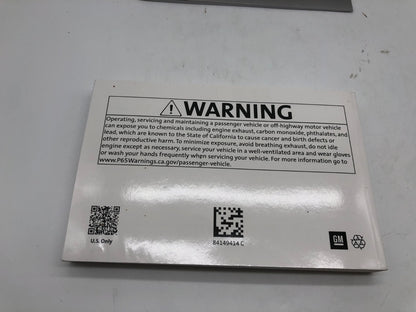 WARNING
Operating, servicing and maintaining a passenger vehicle or off-highway motor vehicle
can expose you to chemicals including engine exhaust, carbon monoxide, phthalates, and
lead, which are known to the State of California to cause cancer and birth defects or
other reproductive harm. To minimize exposure, avoid breathing exhaust, do not idle
engine except as necessary, service your vehicle in a well-ventilated area and wear gloves
or wash your hands frequently when servicing your vehicle. For more information go to
www.P65Warnings.ca.gov/passenger-vehicle.
U.S. Only
84149414 C
GM